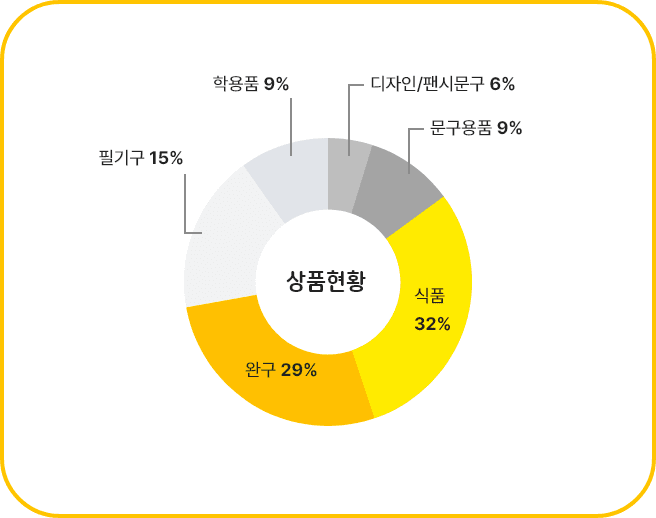 학용품 9%
디자인/팬시문구 6%
문구용품 9%
필기구 15%
상품현황
식품
32%
완구 29%